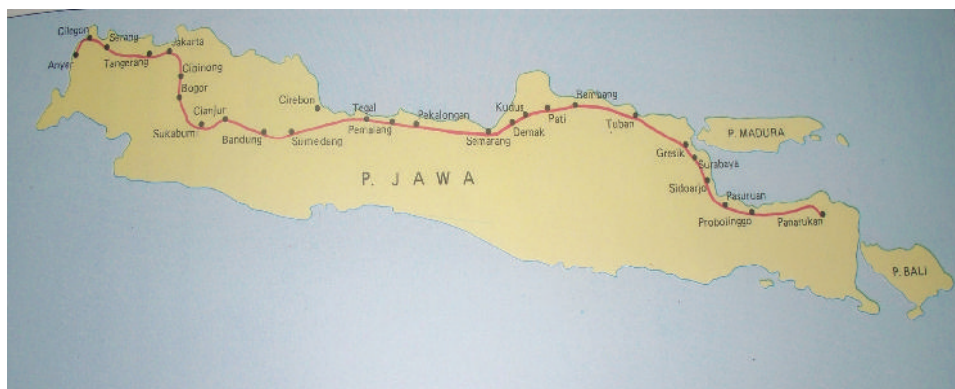 Cilegon
Serang
Jakarta
Anyer
Tangerang
Cibinong
Bogor
Cianjur
Sukabumi
Bandung
Cirebon
Sumedang
Tegal
Pemalang
Pekalongan
Semarang
Kudus
Demak
Pati
Rembang
Tuban
P. MADURA
Gresik
Surabaya
Sidoarjo
Pasuruan
Probolinggo
Panarukan
P. JAWA
P. BALI